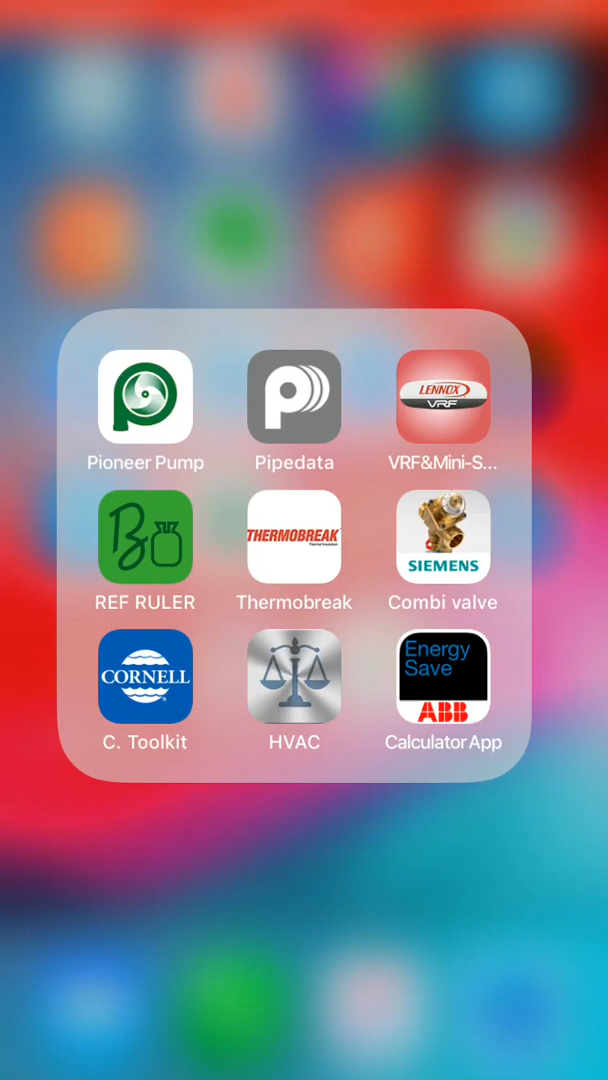 Pioneer Pump
Pipedata
LENNOX
VRF
VRF&Mini-S...
REF RULER
THERMOBREAK
Thermobreak
SIEMENS
Combi valve
CORNELL
C. Toolkit
HVAC
Energy
Save
ABB
Calculator App